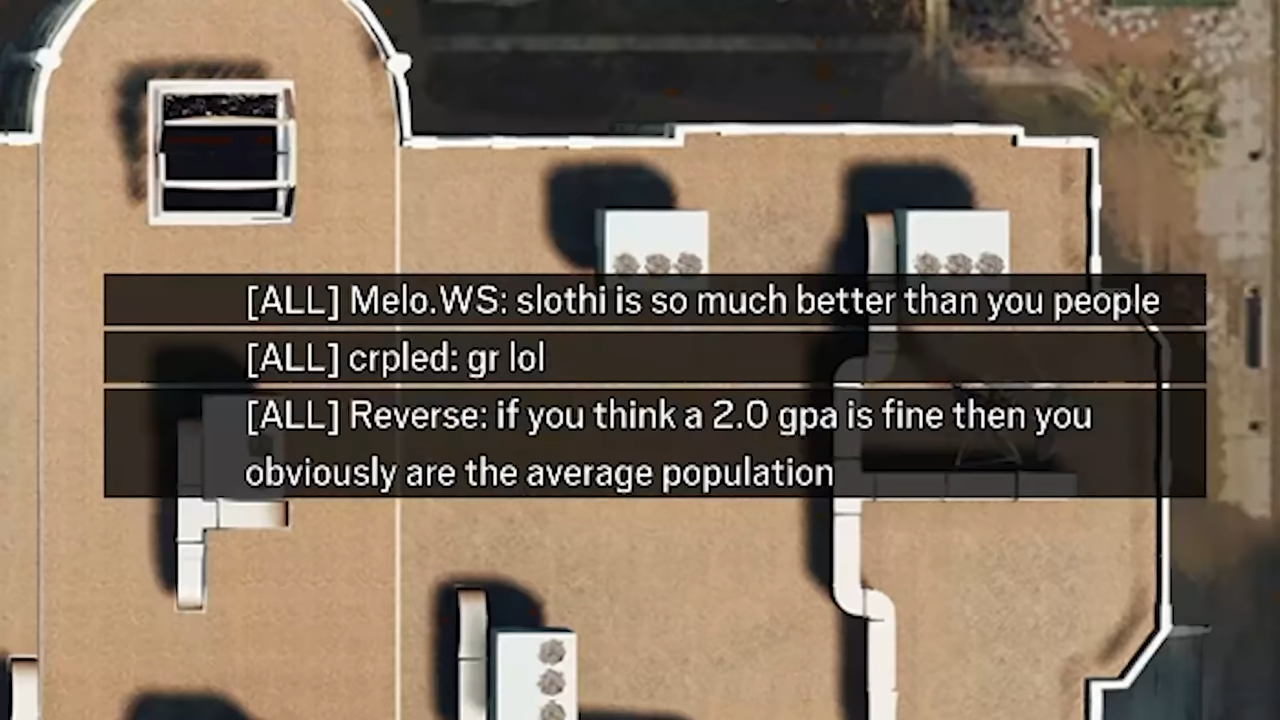 [ALL] Melo.WS: slothi is so much better than you people
[ALL] crpled: gr lol
[ALL] Reverse: if you think a 2.0 gpa is fine then you
obviously are the average population